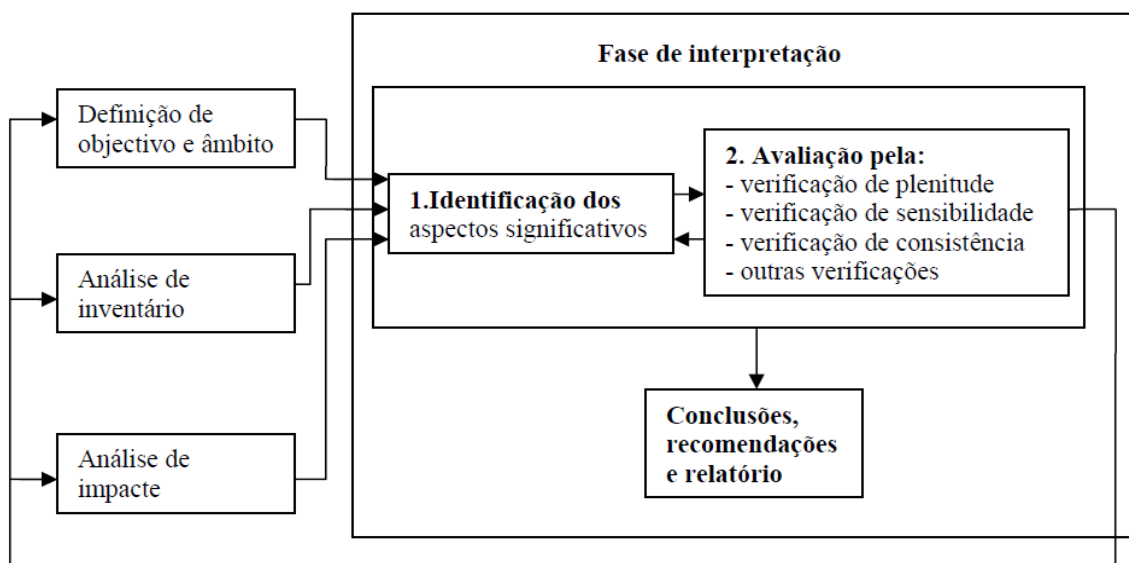 Fase de interpretação
Definição de
objectivo e âmbito
Análise de
inventário
Análise de
impacte
1.Identificação dos
aspectos significativos
2. Avaliação pela:
- verificação de plenitude
- verificação de sensibilidade
- verificação de consistência
- outras verificações
Conclusões,
recomendações
e relatório